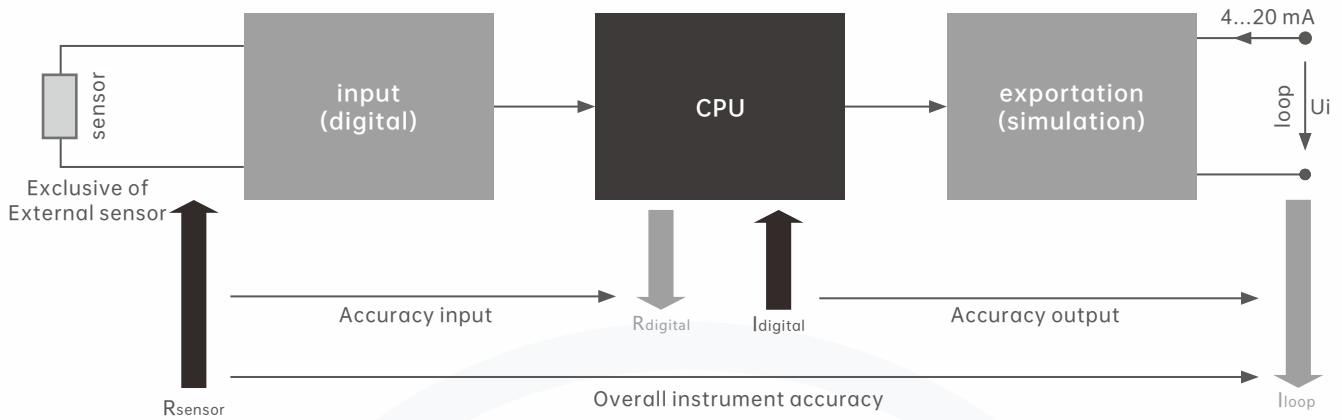 4...20 mA
sensor
input
(digital)
CPU
exportation
(simulation)
loop
Ui
Exclusive of
External sensor
Accuracy input
Rdigital
Idigital
Accuracy output
Overall instrument accuracy
Rsensor
Iloop